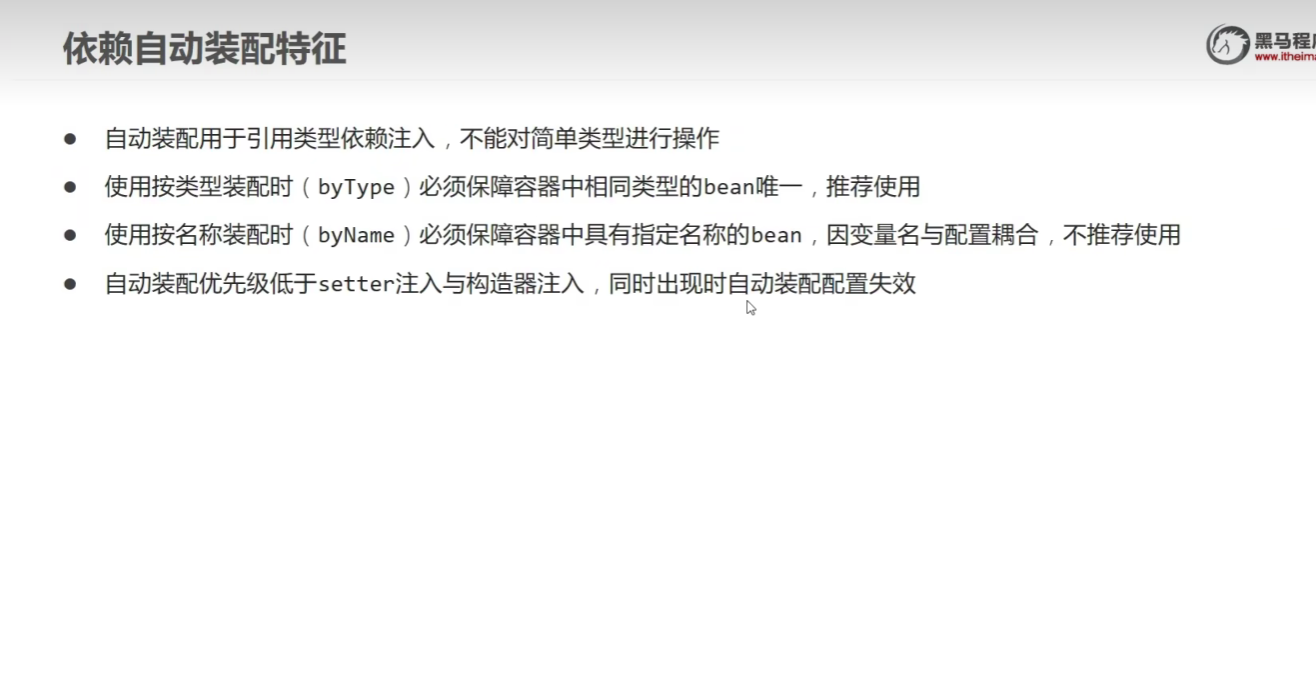 依赖自动装配特征
黑马程序
www.itheima
● 自动装配用于引用类型依赖注入，不能对简单类型进行操作
● 使用按类型装配时（byType）必须保障容器中相同类型的bean唯一，推荐使用
● 使用按名称装配时（byName）必须保障容器中具有指定名称的bean，因变量名与配置耦合，不推荐使用
● 自动装配优先级低于setter注入与构造器注入，同时出现时自动装配配置失效